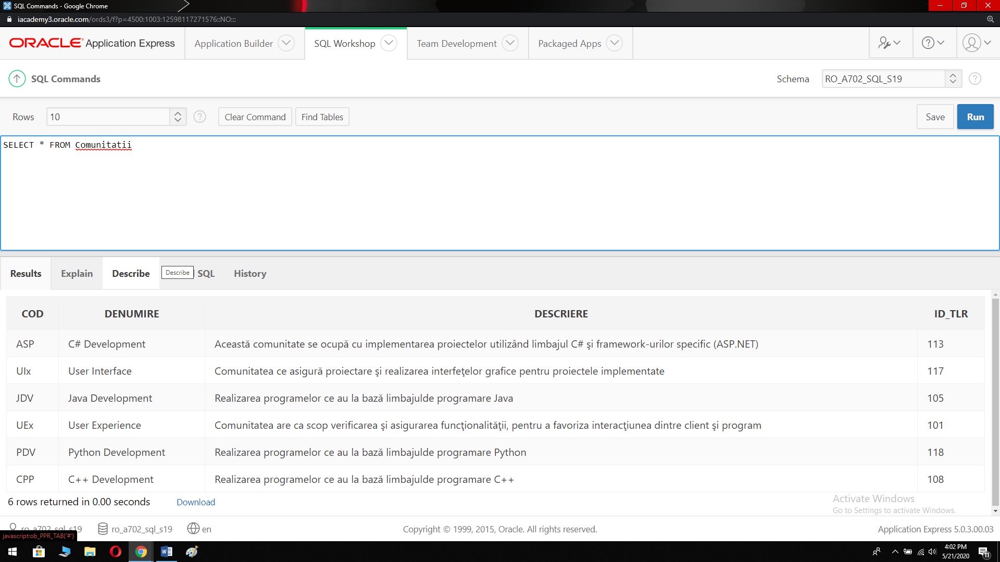 SQL Commands - Google Chrome
iacademy3.oracle.com/ords3/f?p=4500:1003:12598117271576::NO:::
ORACLE Application Express Application Builder SQL Workshop Team Development Packaged Apps
SQL Commands Schema RO_A702_SQL_S19
Rows 10 Clear Command Find Tables Save Run
SELECT * FROM Comunitatii
Results Explain Describe Describe SQL History
COD DENUMIRE DESCRIERE ID_TLR
ASP C# Development Această comunitate se ocupă cu implementarea proiectelor utilizând limbajul C# şi framework-urilor specific (ASP.NET) 113
UIx User Interface Comunitatea ce asigură proiectare şi realizarea interfeţelor grafice pentru proiectele implementate 117
JDV Java Development Realizarea programelor ce au la bază limbajulde programare Java 105
UEx User Experience Comunitatea are ca scop verificarea şi asigurarea funcţionalităţii, pentru a favoriza interacţiunea dintre client şi program 101
PDV Python Development Realizarea programelor ce au la bază limbajulde programare Python 118
CPP C++ Development Realizarea programelor ce au la bază limbajulde programare C++ 108
6 rows returned in 0.00 seconds Download
Activate Windows
Go to Settings to activate Windows.
ro_a702_sql_s19 ro_a702_sql_s19 en Copyright © 1999, 2015, Oracle. All rights reserved. Application Express 5.0.3.00.03
javascript:ob_PPR_TAB('#')
4:02 PM
5/21/2020
11